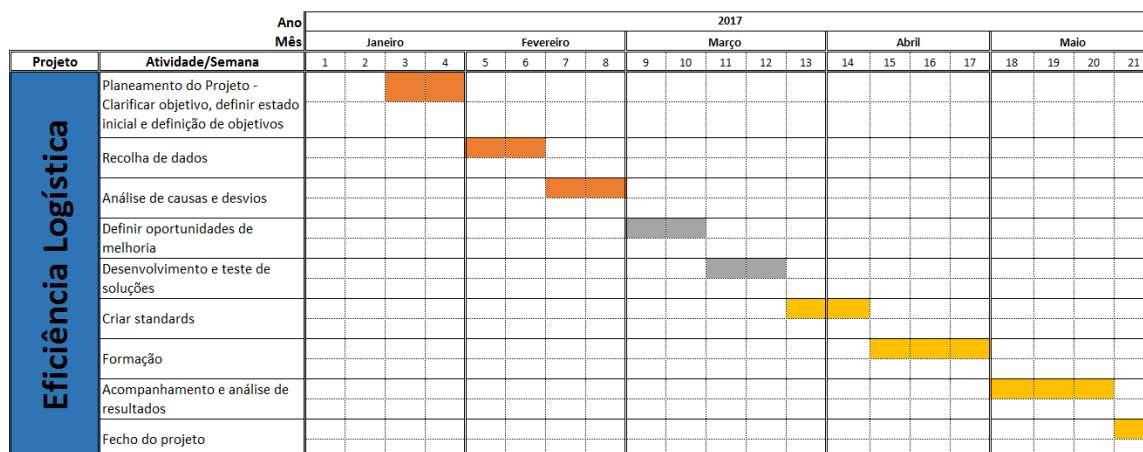 Ano 2017
Mês Janeiro Fevereiro Março Abril Maio
Projeto Atividade/Semana 1 2 3 4 5 6 7 8 9 10 11 12 13 14 15 16 17 18 19 20 21
Eficiência Logística
Planeamento do Projeto -
Clarificar objetivo, definir estado
inicial e definição de objetivos
Recolha de dados
Análise de causas e desvios
Definir oportunidades de
melhoria
Desenvolvimento e teste de
soluções
Criar standards
Formação
Acompanhamento e análise de
resultados
Fecho do projeto